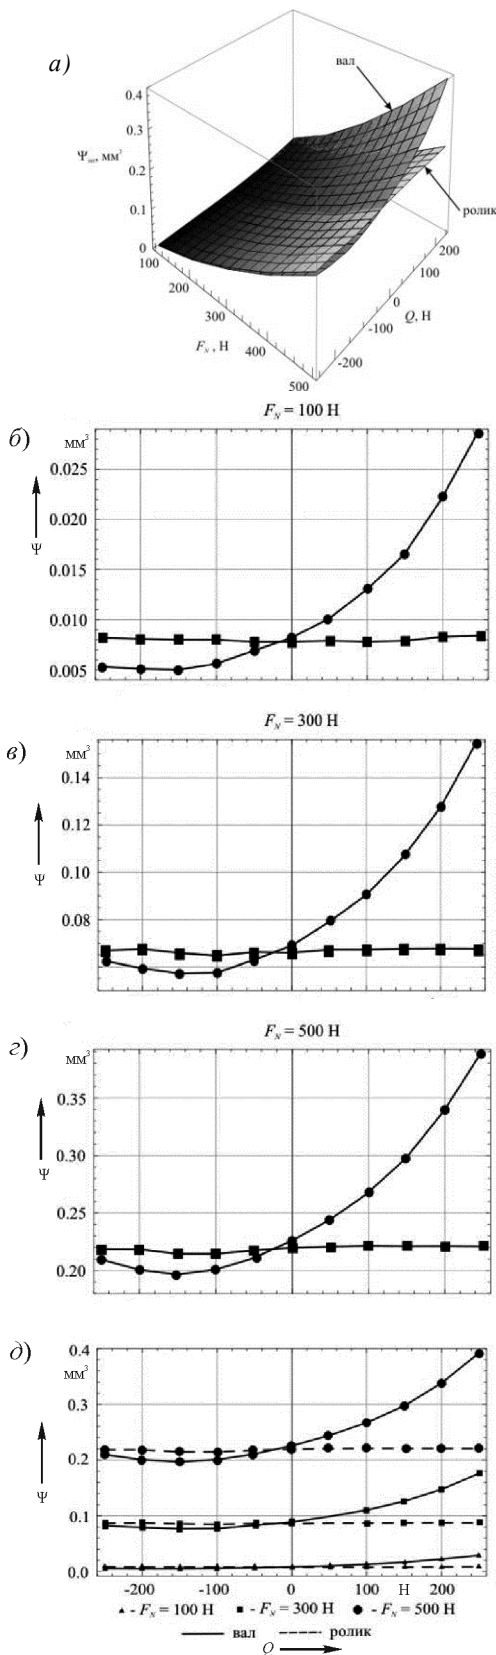 а)
вал
0.4
0.3
Ψint, мм³
0.2
ролик
0.1
0
100
200
200
100
300
0
Q, Н
-100
F_N , Н
400
-200
500
F_N = 100 Н
б)
мм³
0.025
0.020
Ψ
0.015
0.010
0.005
F_N = 300 Н
в)
мм³
0.14
0.12
Ψ
0.10
0.08
F_N = 500 Н
г)
мм³
0.35
Ψ
0.30
0.25
0.20
д)
0.4
мм³
0.3
0.2
Ψ
0.1
0.0
-200 -100 0 100 Н 200
▲ - F_N = 100 Н ■ - F_N = 300 Н ● - F_N = 500 Н
вал ролик
Q